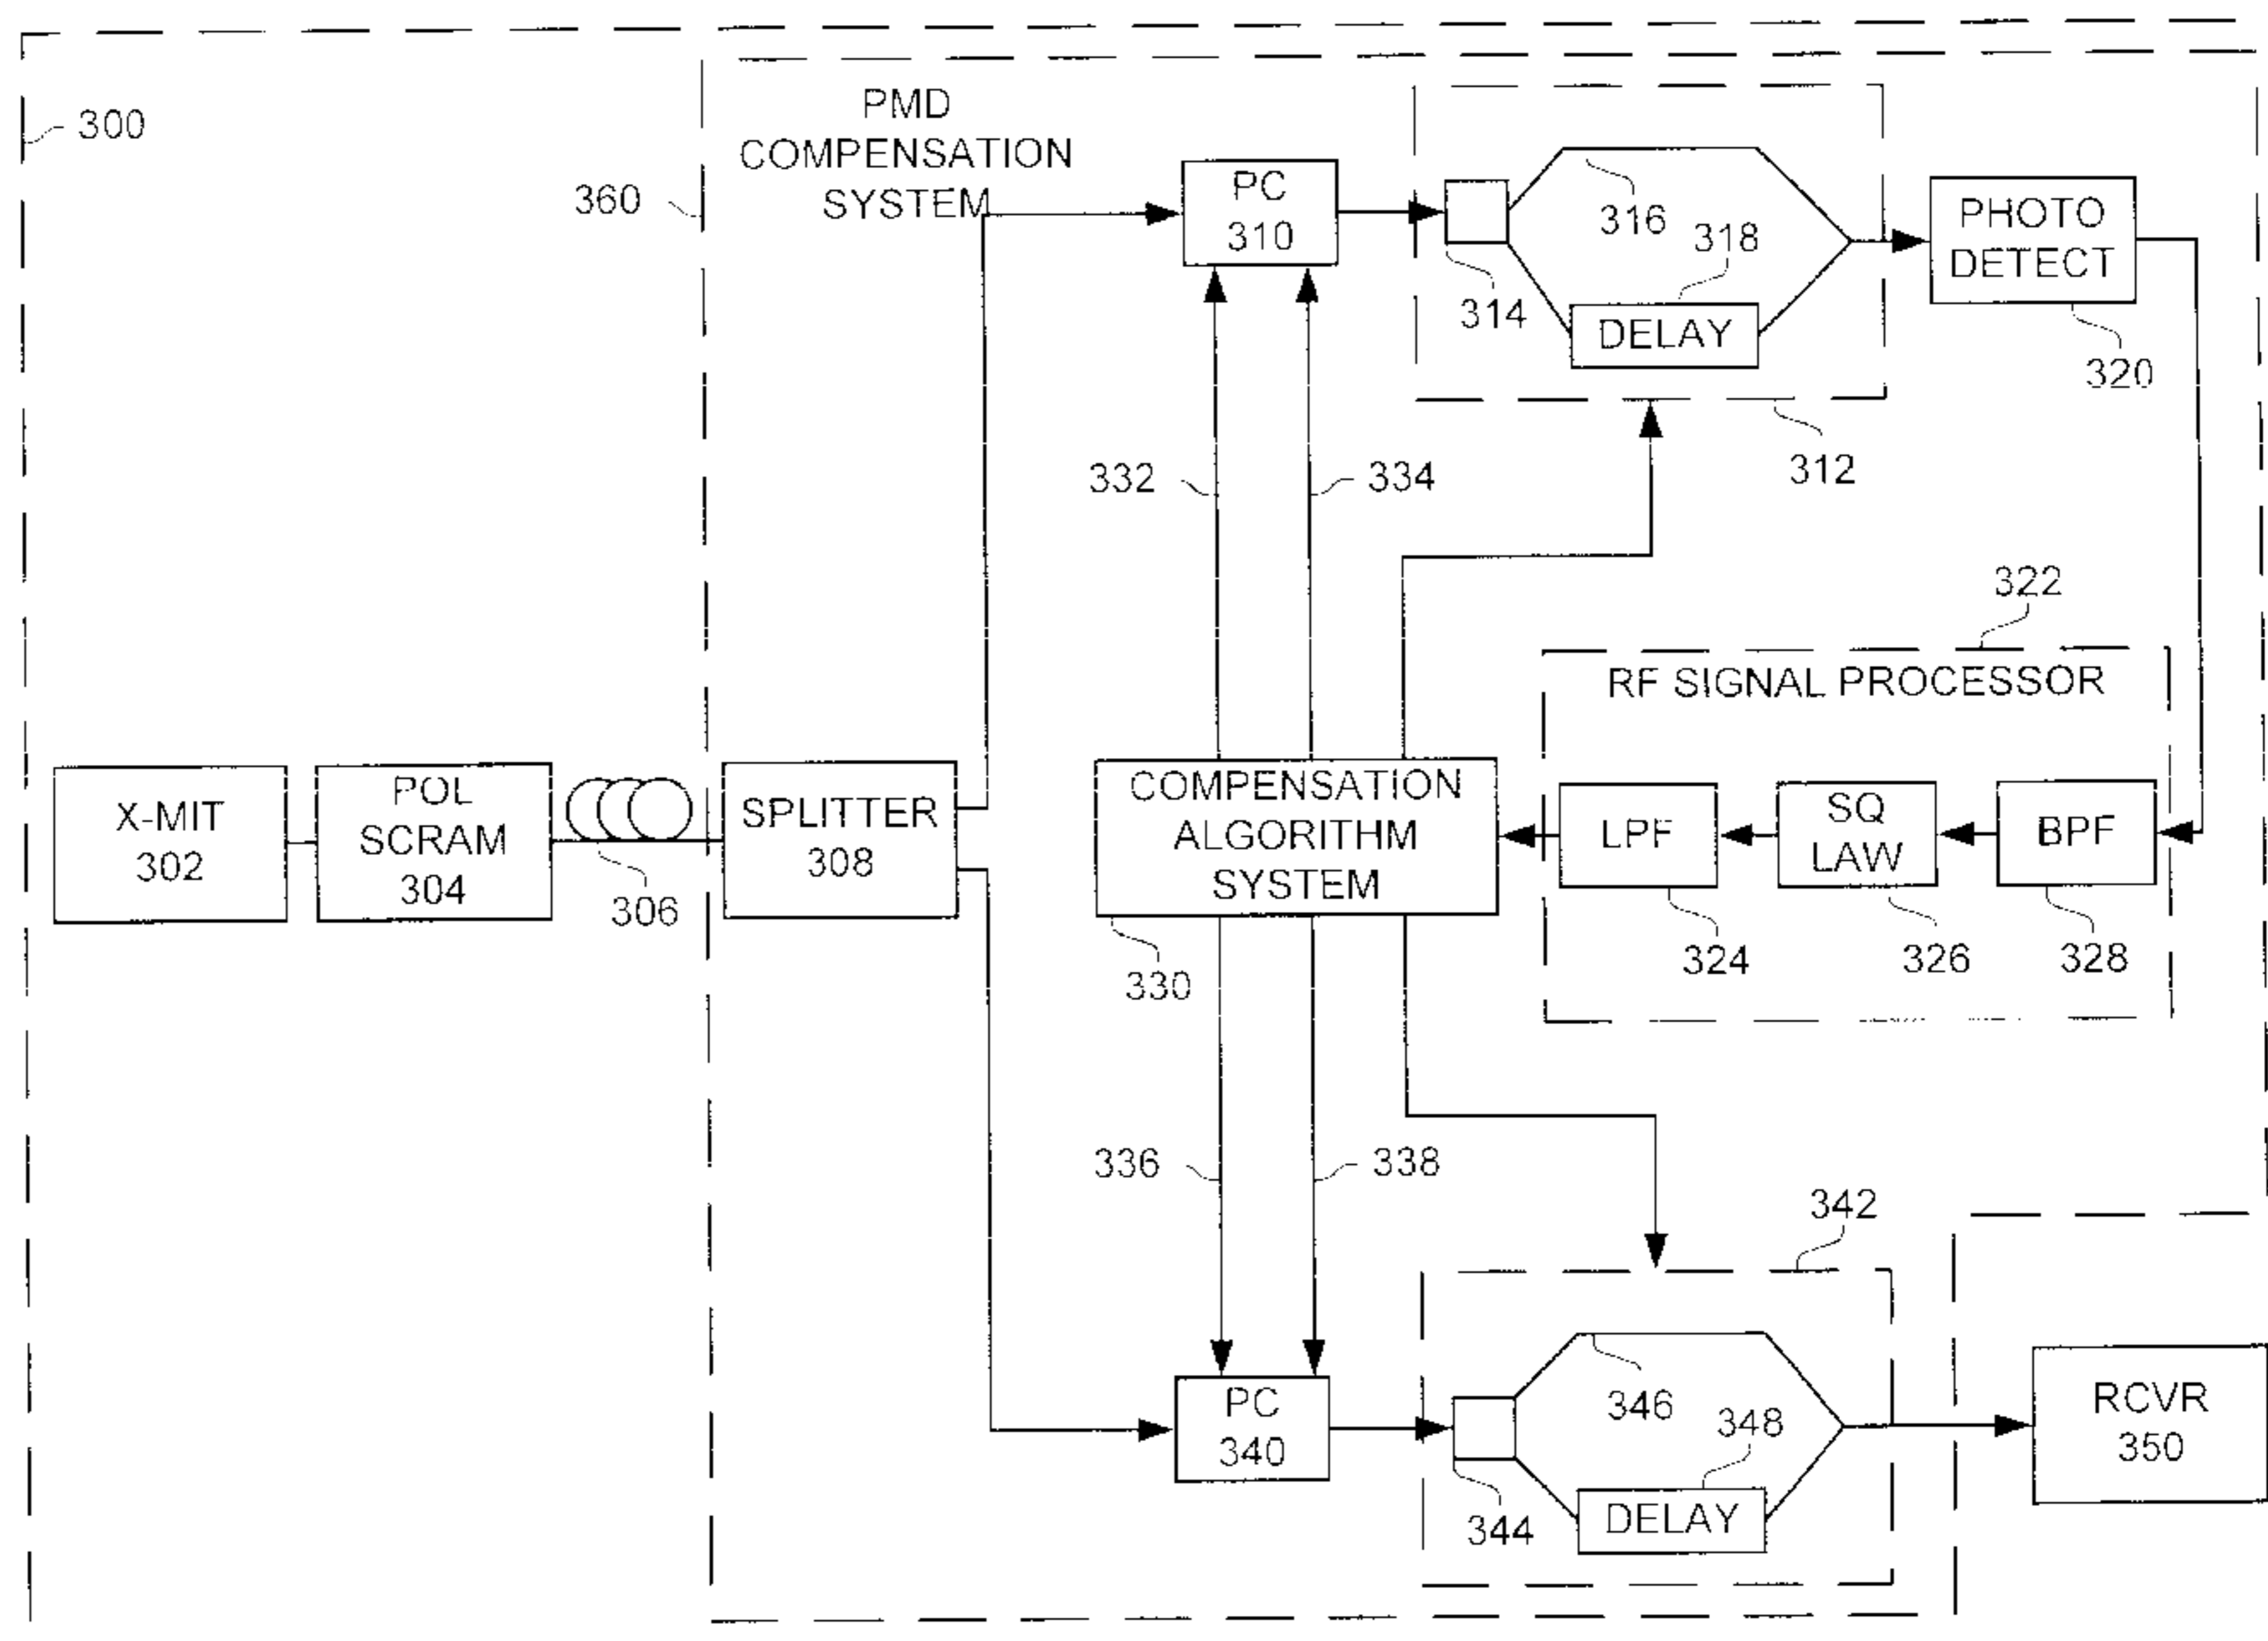 300
PMD
COMPENSATION
SYSTEM
360
PC
310
316
318
314
DELAY
PHOTO
DETECT
320
312
332
334
322
RF SIGNAL PROCESSOR
X-MIT
302
POL
SCRAM
304
306
SPLITTER
308
COMPENSATION
ALGORITHM
SYSTEM
330
LPF
324
SQ
LAW
326
BPF
328
336
338
342
PC
340
346
348
344
DELAY
RCVR
350